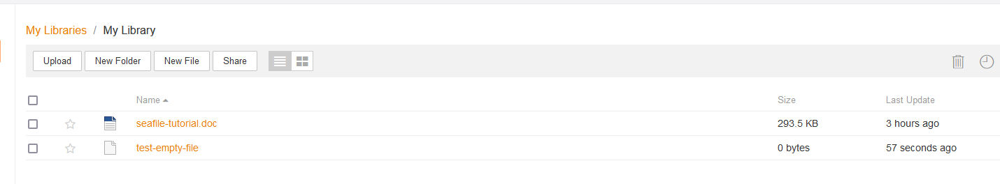 My Libraries / My Library
Upload New Folder New File Share
Name Size Last Update
seafile-tutorial.doc 293.5 KB 3 hours ago
test-empty-file 0 bytes 57 seconds ago